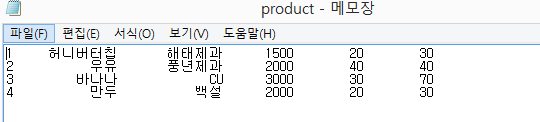 product - 메모장
파일(F) 편집(E) 서식(O) 보기(V) 도움말(H)
1 허니버터칩 해태제과 1500 20 30
2 우유 풍년제과 2000 40 40
3 바나나 CU 3000 30 70
4 만두 백설 2000 20 30